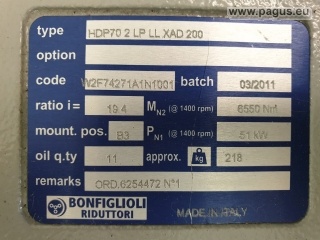 www.pagus.eu
type HDP70 2 LP LL XAD 200
option
code W2F74271A1N1001 batch 03/2011
ratio i= 19.4 MN2 (@ 1400 rpm) 6550 Nm
mount. pos. B3 PN1 (@ 1400 rpm) 51 kW
oil q.ty 11 approx. kg 218
remarks ORD.6254472 N°1
BONFIGLIOLI
RIDUTTORI
MADE IN ITALY